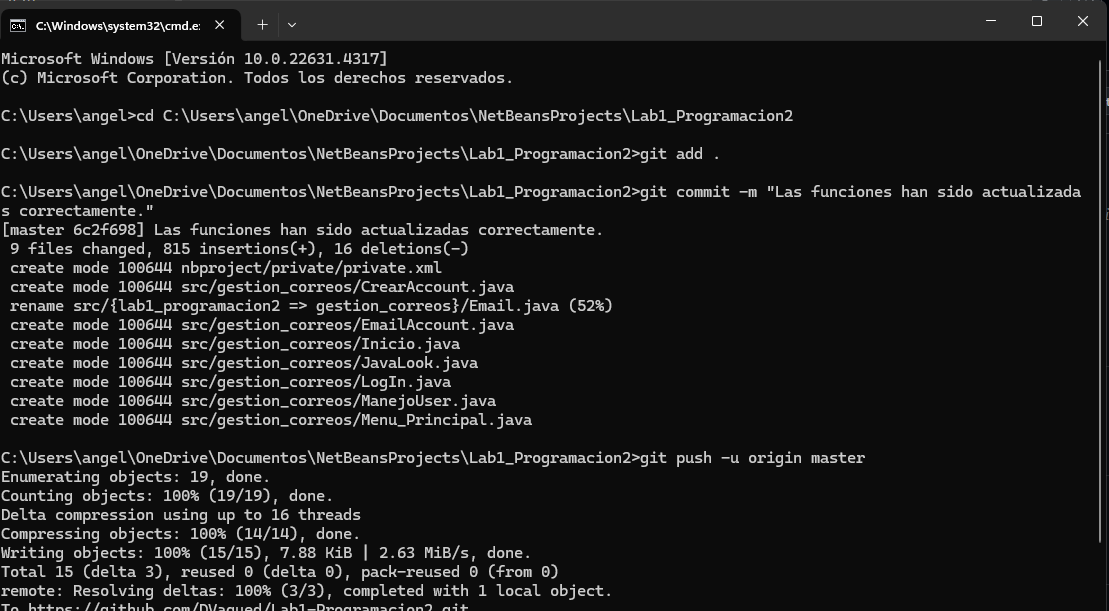 C:\Windows\system32\cmd.e:
Microsoft Windows [Versión 10.0.22631.4317]
(c) Microsoft Corporation. Todos los derechos reservados.
C:\Users\angel>cd C:\Users\angel\OneDrive\Documentos\NetBeansProjects\Lab1_Programacion2
C:\Users\angel\OneDrive\Documentos\NetBeansProjects\Lab1_Programacion2>git add .
C:\Users\angel\OneDrive\Documentos\NetBeansProjects\Lab1_Programacion2>git commit -m "Las funciones han sido actualizada
s correctamente."
[master 6c2f698] Las funciones han sido actualizadas correctamente.
 9 files changed, 815 insertions(+), 16 deletions(-)
 create mode 100644 nbproject/private/private.xml
 create mode 100644 src/gestion_correos/CrearAccount.java
 rename src/{lab1_programacion2 => gestion_correos}/Email.java (52%)
 create mode 100644 src/gestion_correos/EmailAccount.java
 create mode 100644 src/gestion_correos/Inicio.java
 create mode 100644 src/gestion_correos/JavaLook.java
 create mode 100644 src/gestion_correos/LogIn.java
 create mode 100644 src/gestion_correos/ManejoUser.java
 create mode 100644 src/gestion_correos/Menu_Principal.java
C:\Users\angel\OneDrive\Documentos\NetBeansProjects\Lab1_Programacion2>git push -u origin master
Enumerating objects: 19, done.
Counting objects: 100% (19/19), done.
Delta compression using up to 16 threads
Compressing objects: 100% (14/14), done.
Writing objects: 100% (15/15), 7.88 KiB | 2.63 MiB/s, done.
Total 15 (delta 3), reused 0 (delta 0), pack-reused 0 (from 0)
remote: Resolving deltas: 100% (3/3), completed with 1 local object.
To https://github.com/DVaqued/Lab1-Programacion2.git